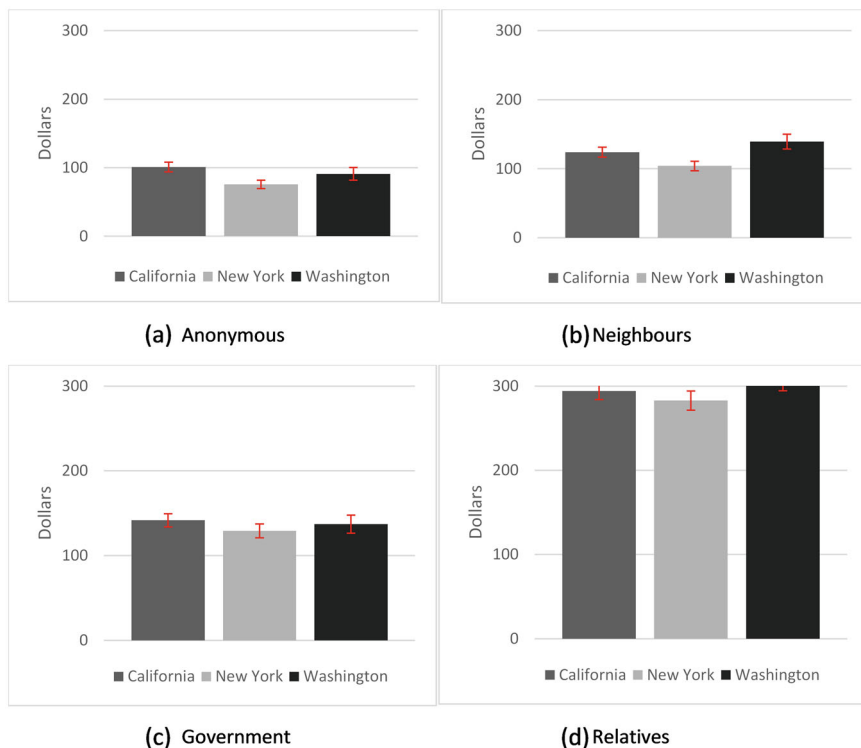 300
200
100
0
Dollars
California New York Washington
(a) Anonymous
300
200
100
0
Dollars
California New York Washington
(b) Neighbours
300
200
100
0
Dollars
California New York Washington
(c) Government
300
200
100
0
Dollars
California New York Washington
(d) Relatives